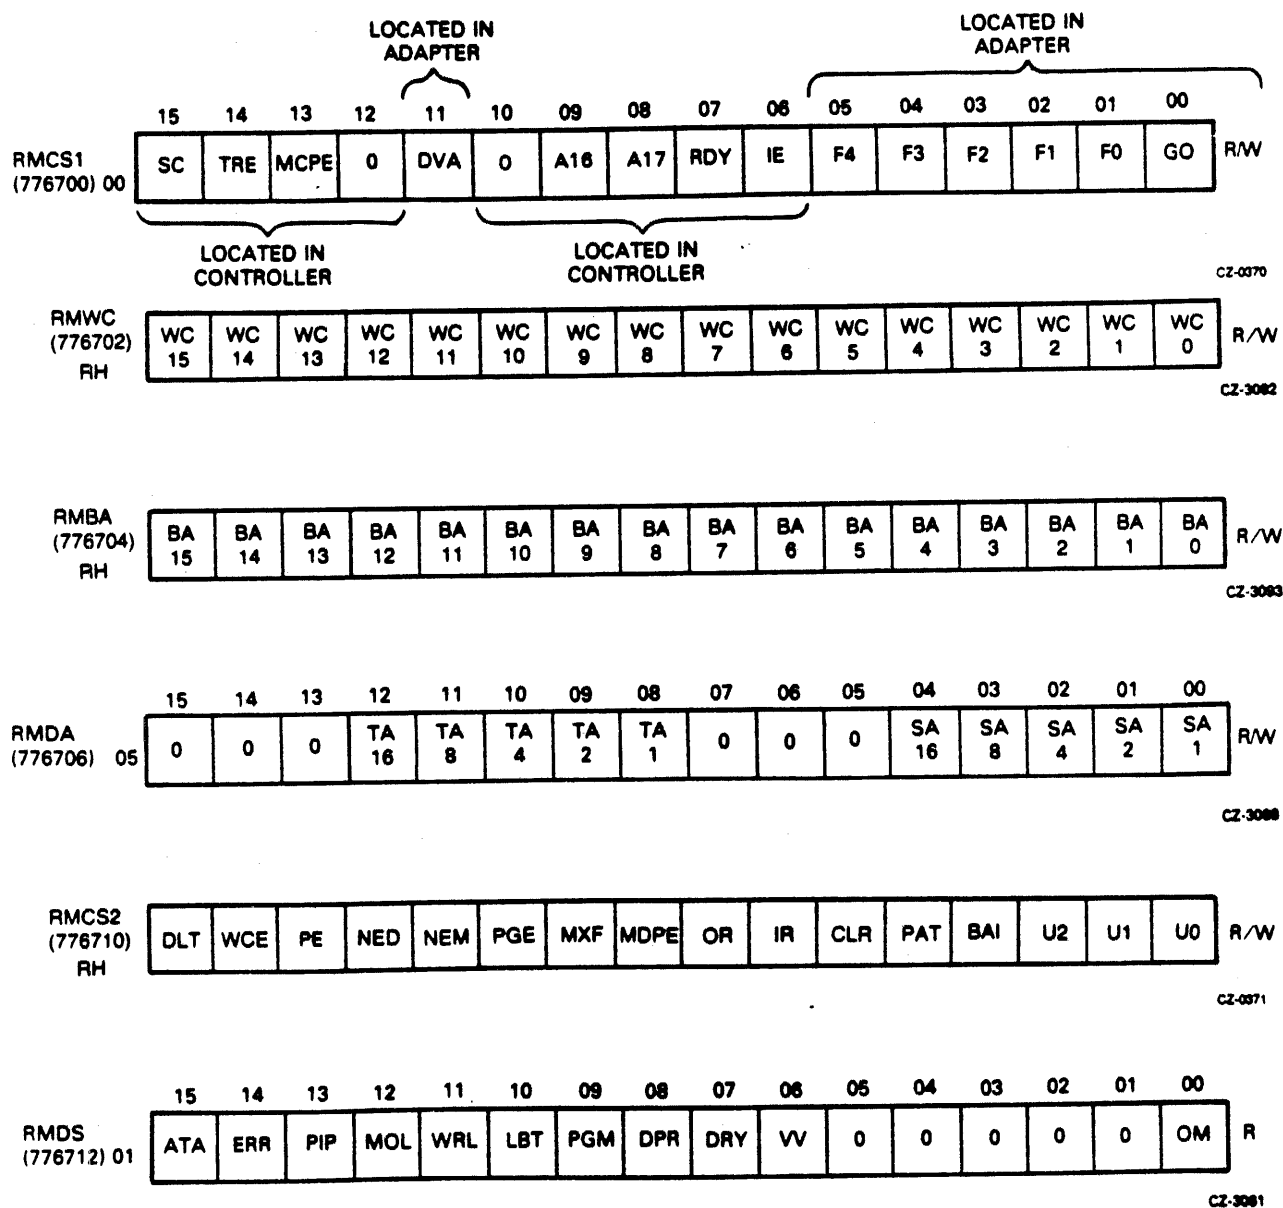 LOCATED IN
ADAPTER
LOCATED IN
ADAPTER
15 14 13 12 11 10 09 08 07 06 05 04 03 02 01 00
RMCS1
(776700) 00
SC TRE MCPE 0 DVA 0 A16 A17 RDY IE F4 F3 F2 F1 F0 GO R/W
LOCATED IN
CONTROLLER
LOCATED IN
CONTROLLER
CZ-0370
RMWC
(776702)
RH
WC WC WC WC WC WC WC WC WC WC WC WC WC WC WC WC
15 14 13 12 11 10 9 8 7 6 5 4 3 2 1 0
R/W
CZ-3082
RMBA
(776704)
RH
BA BA BA BA BA BA BA BA BA BA BA BA BA BA BA BA
15 14 13 12 11 10 9 8 7 6 5 4 3 2 1 0
R/W
CZ-3083
15 14 13 12 11 10 09 08 07 06 05 04 03 02 01 00
RMDA
(776706) 05
0 0 0 TA TA TA TA TA 0 0 0 SA SA SA SA SA
16 8 4 2 1 16 8 4 2 1
R/W
RMCS2
(776710)
RH
DLT WCE PE NED NEM PGE MXF MDPE OR IR CLR PAT BAI U2 U1 U0 R/W
CZ-0371
15 14 13 12 11 10 09 08 07 06 05 04 03 02 01 00
RMDS
(776712) 01
ATA ERR PIP MOL WRL LBT PGM DPR DRY VV 0 0 0 0 0 OM R
CZ-3081